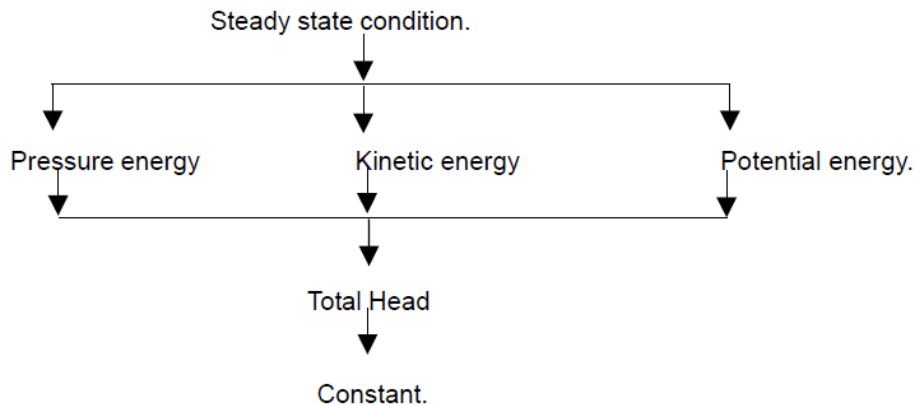 Steady state condition.
Pressure energy Kinetic energy Potential energy.
Total Head
Constant.